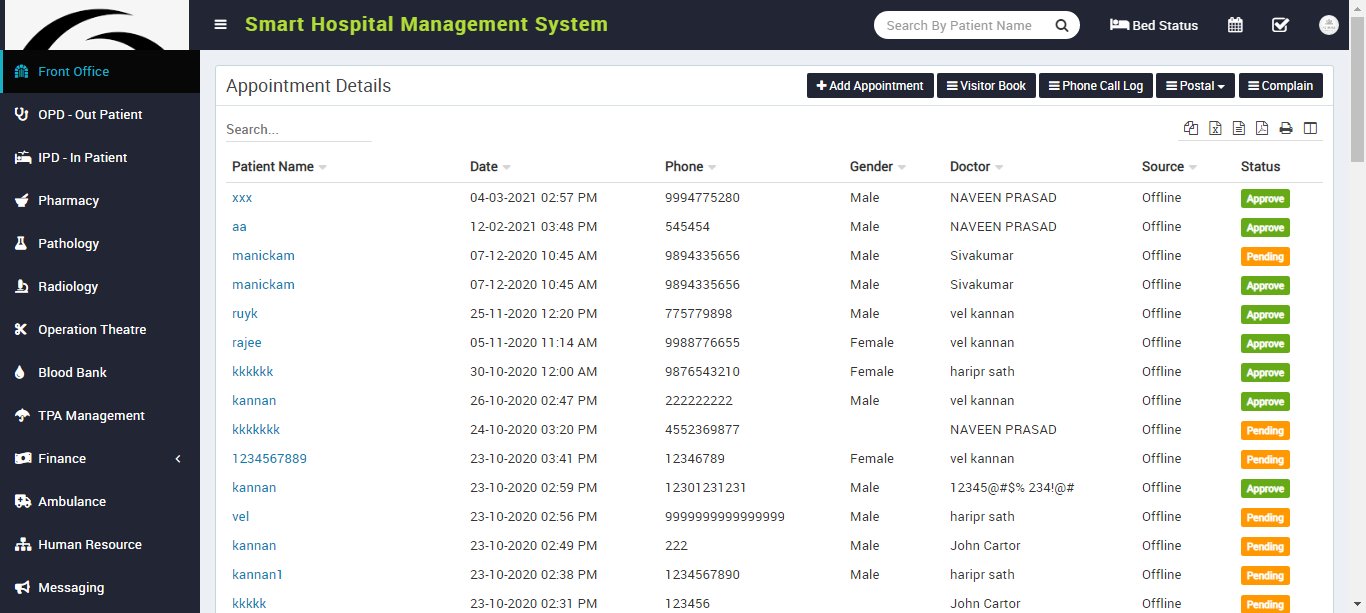 Smart Hospital Management System
Search By Patient Name
Bed Status
Front Office
OPD - Out Patient
IPD - In Patient
Pharmacy
Pathology
Radiology
Operation Theatre
Blood Bank
TPA Management
Finance
Ambulance
Human Resource
Messaging
Appointment Details
Add Appointment
Visitor Book
Phone Call Log
Postal
Complain
Search...
Patient Name Date Phone Gender Doctor Source Status
xxx 04-03-2021 02:57 PM 9994775280 Male NAVEEN PRASAD Offline Approve
aa 12-02-2021 03:48 PM 545454 Male NAVEEN PRASAD Offline Approve
manickam 07-12-2020 10:45 AM 9894335656 Male Sivakumar Offline Pending
manickam 07-12-2020 10:45 AM 9894335656 Male Sivakumar Offline Approve
ruyk 25-11-2020 12:20 PM 775779898 Male vel kannan Offline Approve
rajee 05-11-2020 11:14 AM 9988776655 Female vel kannan Offline Approve
kkkkkk 30-10-2020 12:00 AM 9876543210 Female haripr sath Offline Approve
kannan 26-10-2020 02:47 PM 222222222 Male vel kannan Offline Approve
kkkkkkk 24-10-2020 03:20 PM 4552369877 NAVEEN PRASAD Offline Pending
1234567889 23-10-2020 03:41 PM 12346789 Female vel kannan Offline Pending
kannan 23-10-2020 02:59 PM 12301231231 Male 12345@#$% 234!@# Offline Approve
vel 23-10-2020 02:56 PM 9999999999999999 Male haripr sath Offline Pending
kannan 23-10-2020 02:49 PM 222 Male John Cartor Offline Pending
kannan1 23-10-2020 02:38 PM 1234567890 Male haripr sath Offline Pending
kkkkk 23-10-2020 02:31 PM 123456 Offline Pending